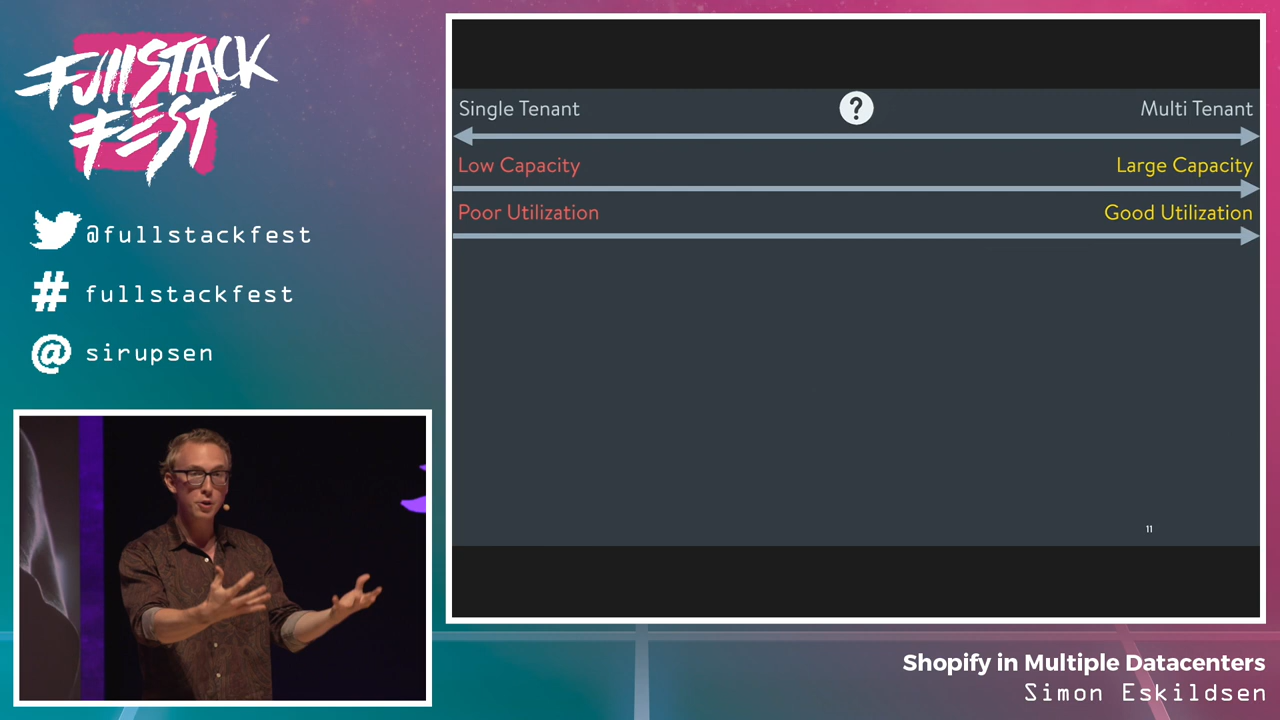 FullSTACK
FEST
@fullstackfest
# fullstackfest
@ sirupsen
Single Tenant ? Multi Tenant
Low Capacity Large Capacity
Poor Utilization Good Utilization
11
Shopify in Multiple Datacenters
Simon Eskildsen